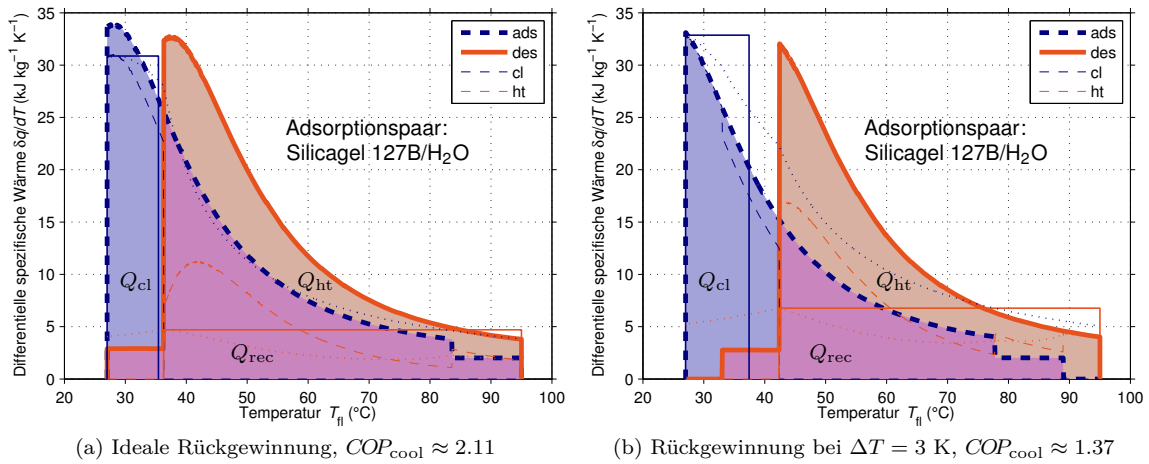 Differentielle spezifische Wärme δq/dT (kJ kg⁻¹ K⁻¹)
35
30
25
20
15
10
5
0
20 30 40 50 60 70 80 90 100
Temperatur T_fl (°C)
ads
des
cl
ht
Adsorptionspaar:
Silicagel 127B/H₂O
Q_cl
Q_ht
Q_rec
(a) Ideale Rückgewinnung, COP_cool ≈ 2.11
Differentielle spezifische Wärme δq/dT (kJ kg⁻¹ K⁻¹)
35
30
25
20
15
10
5
0
20 30 40 50 60 70 80 90 100
Temperatur T_fl (°C)
ads
des
cl
ht
Adsorptionspaar:
Silicagel 127B/H₂O
Q_cl
Q_ht
Q_rec
(b) Rückgewinnung bei ΔT = 3 K, COP_cool ≈ 1.37